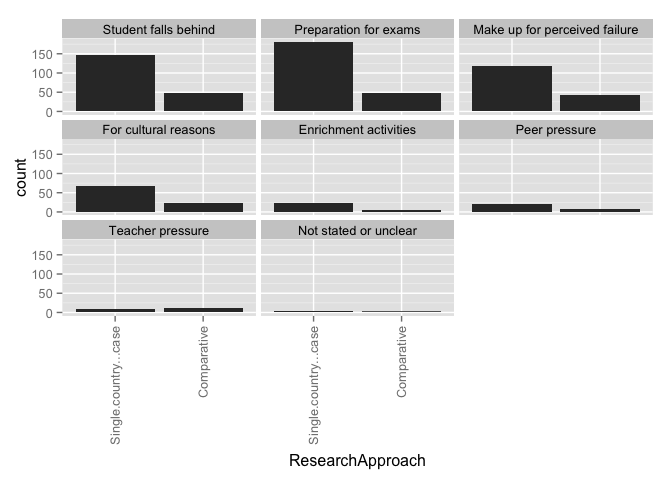 Student falls behind
Preparation for exams
Make up for perceived failure
150
100
50
0
For cultural reasons
Enrichment activities
Peer pressure
150
100
50
0
Teacher pressure
Not stated or unclear
150
100
50
0
count
Single.country...case
Comparative
Single.country...case
Comparative
ResearchApproach